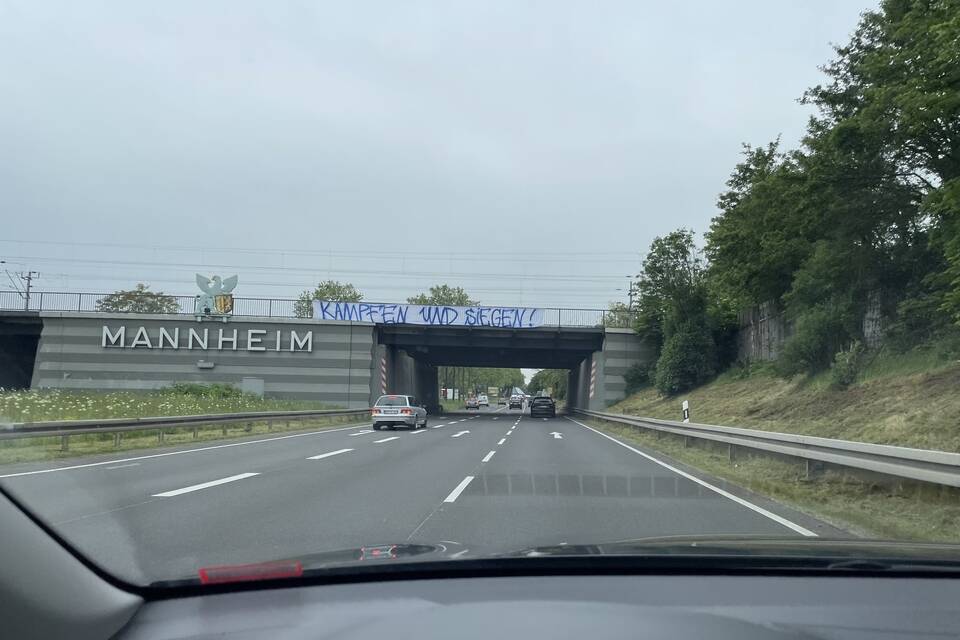 KÄMPFEN UND SIEGEN!
MANNHEIM